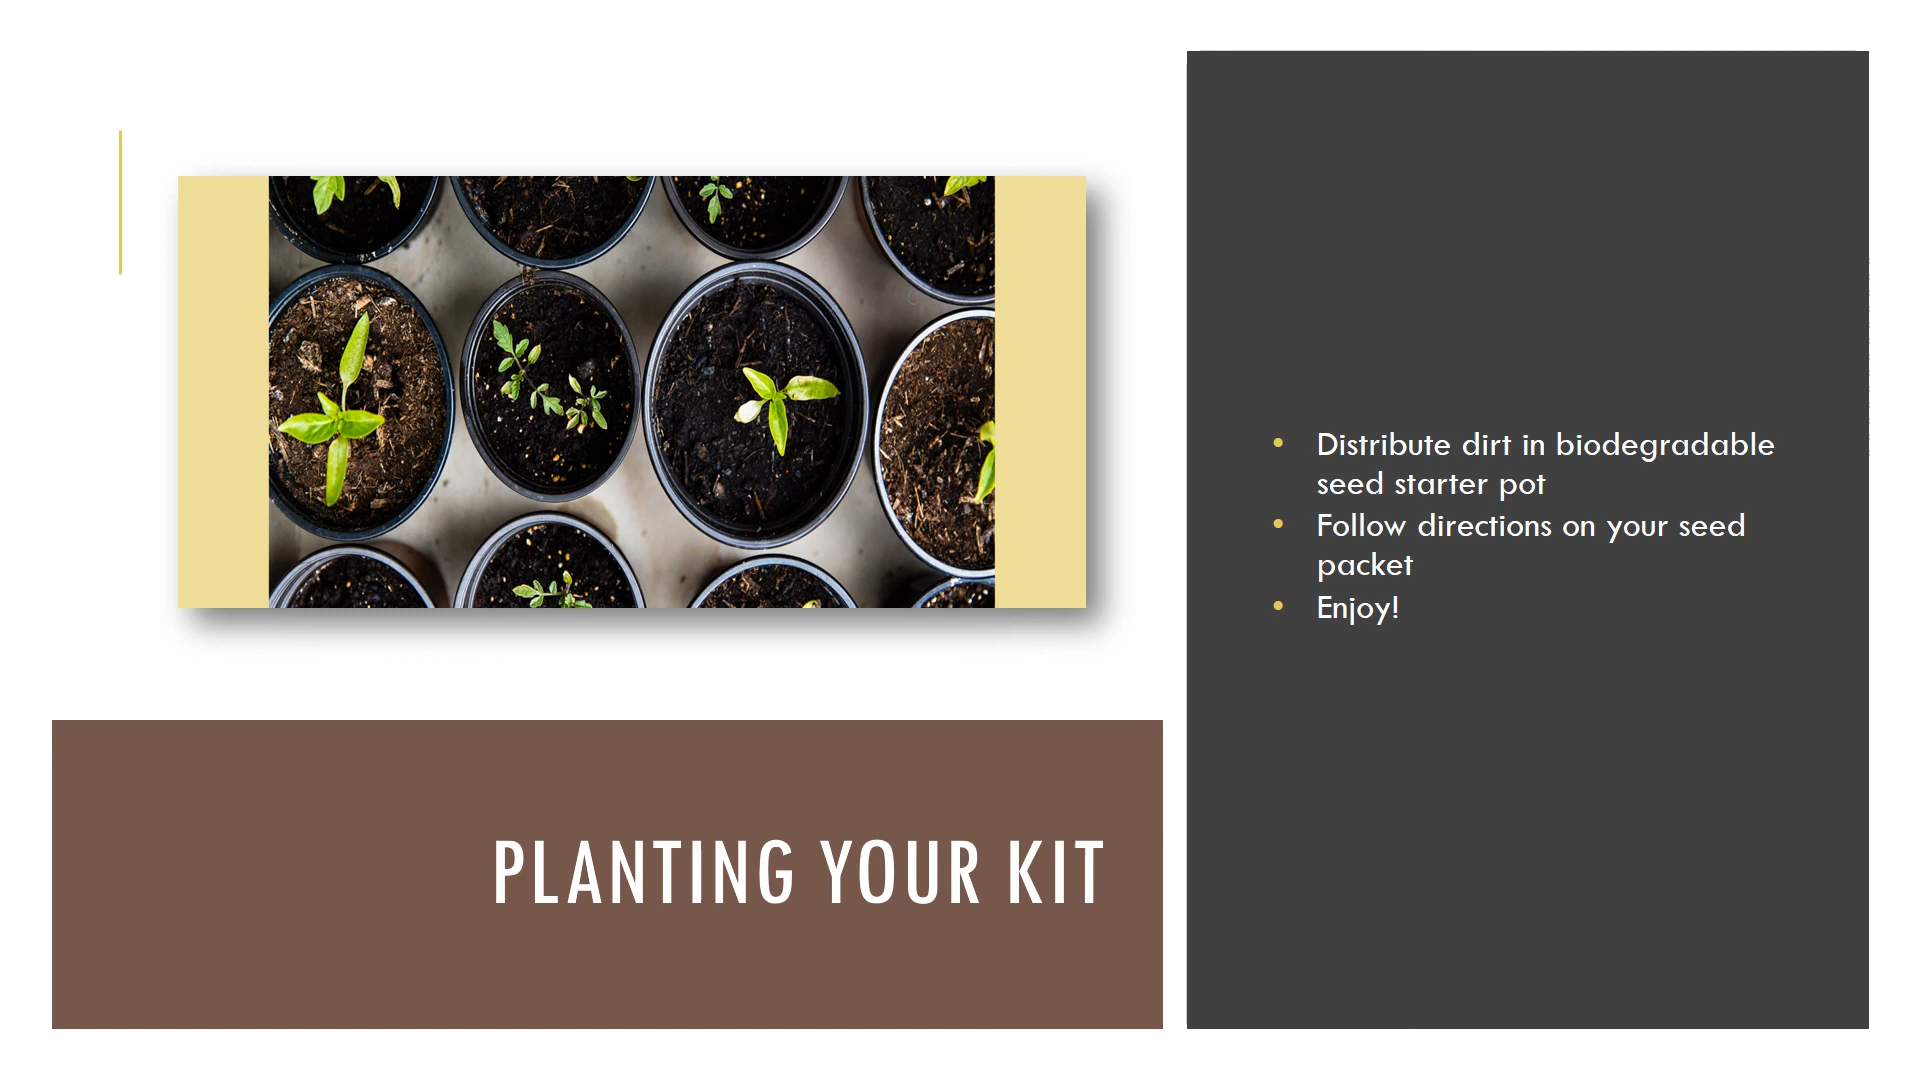 PLANTING YOUR KIT
• Distribute dirt in biodegradable
seed starter pot
• Follow directions on your seed
packet
• Enjoy!